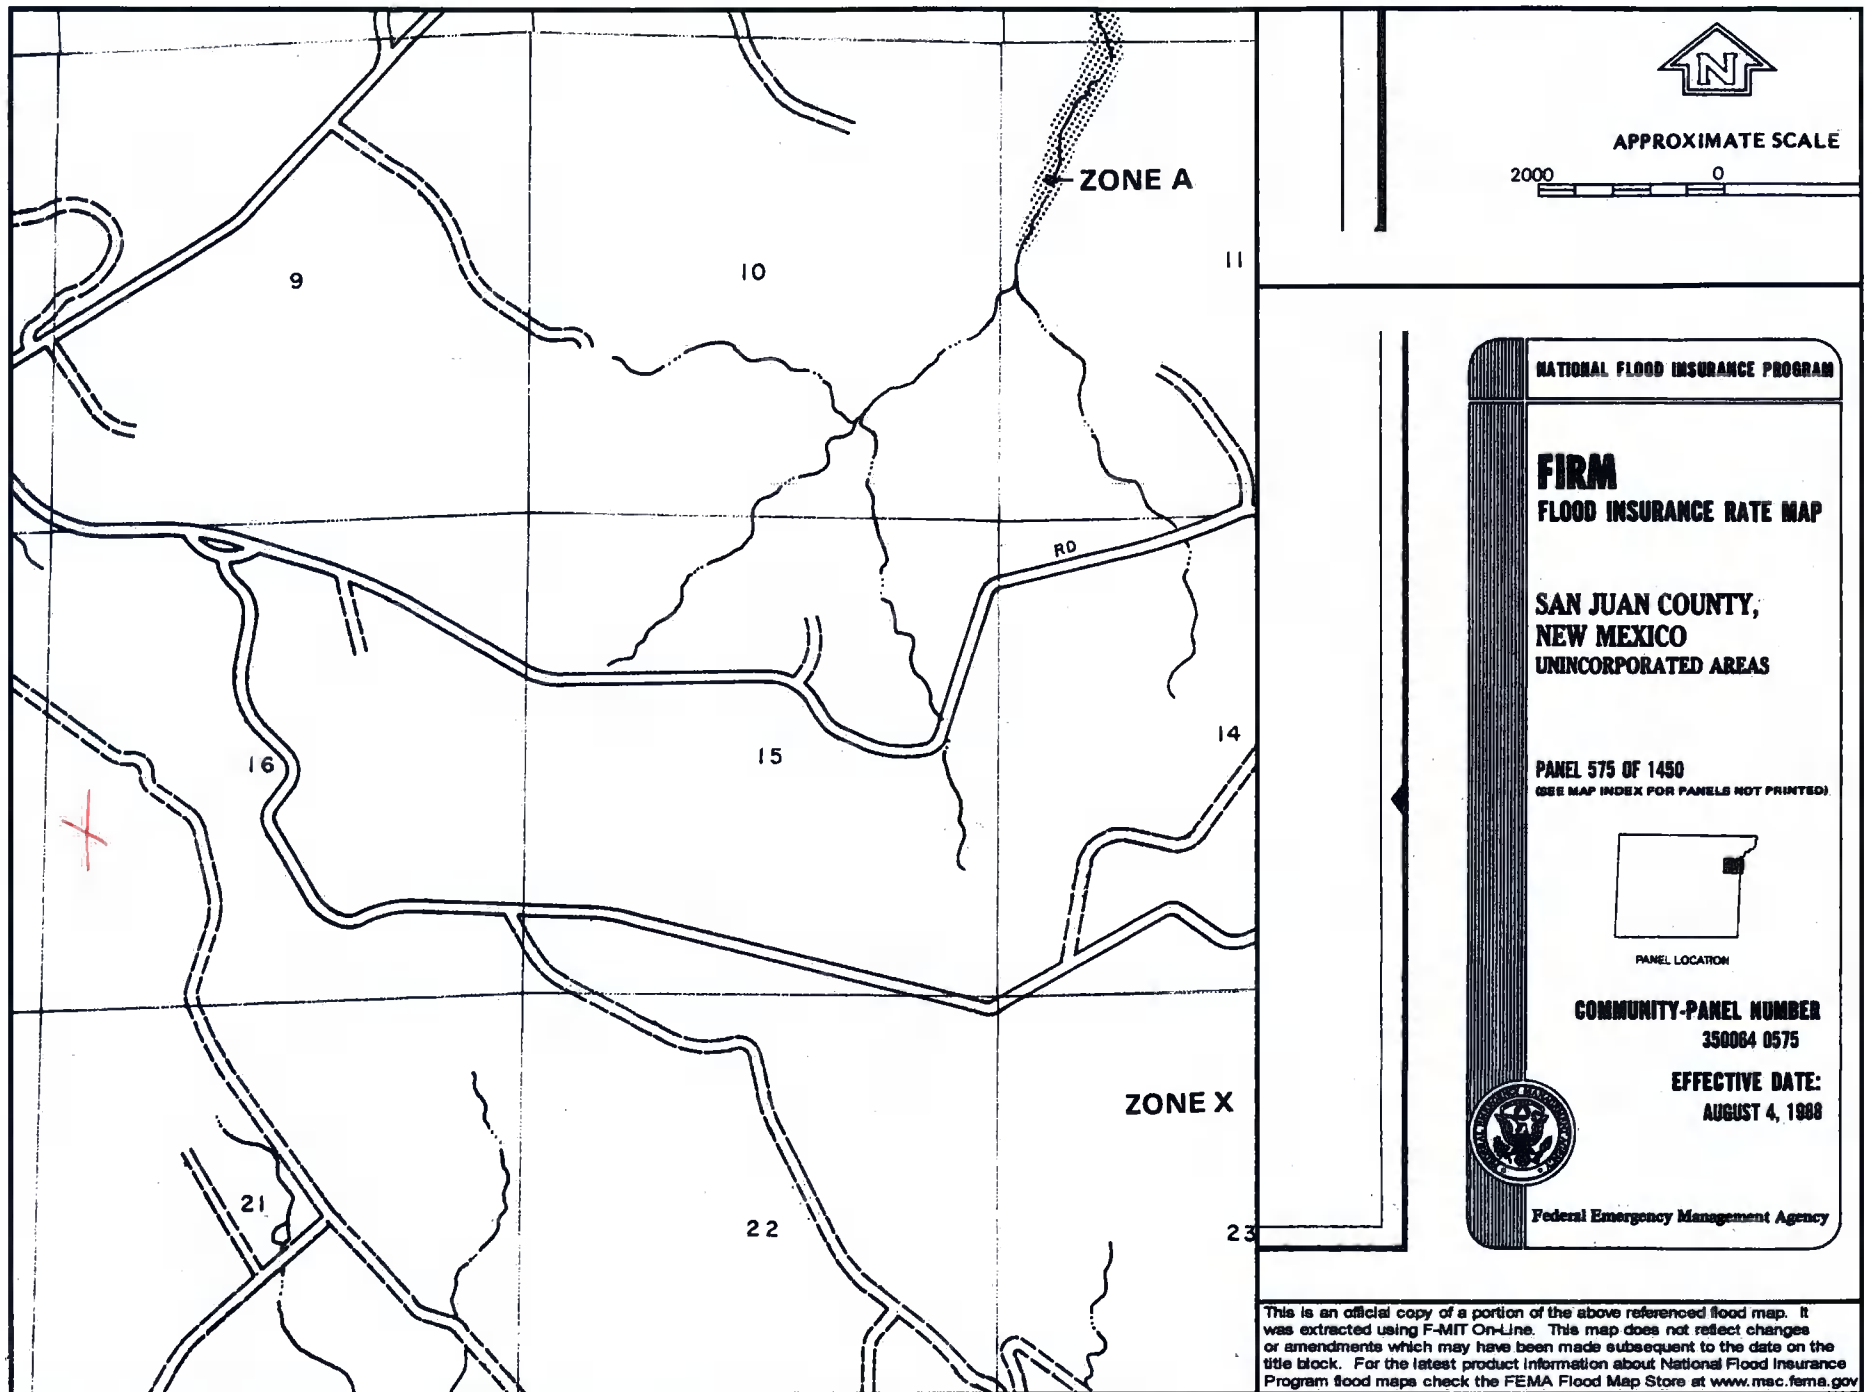 N
APPROXIMATE SCALE
2000 0
ZONE A
9
10
11
RD
16
15
14
ZONE X
21
22
23
NATIONAL FLOOD INSURANCE PROGRAM
FIRM
FLOOD INSURANCE RATE MAP
SAN JUAN COUNTY,
NEW MEXICO
UNINCORPORATED AREAS
PANEL 575 OF 1450
(SEE MAP INDEX FOR PANELS NOT PRINTED)
PANEL LOCATION
COMMUNITY-PANEL NUMBER
350064 0575
EFFECTIVE DATE:
AUGUST 4, 1988
FEDERAL EMERGENCY MANAGEMENT AGENCY
Federal Emergency Management Agency
This is an official copy of a portion of the above referenced flood map. It
was extracted using F-MIT On-Line. This map does not reflect changes
or amendments which may have been made subsequent to the date on the
title block. For the latest product information about National Flood Insurance
Program flood maps check the FEMA Flood Map Store at www.msc.fema.gov